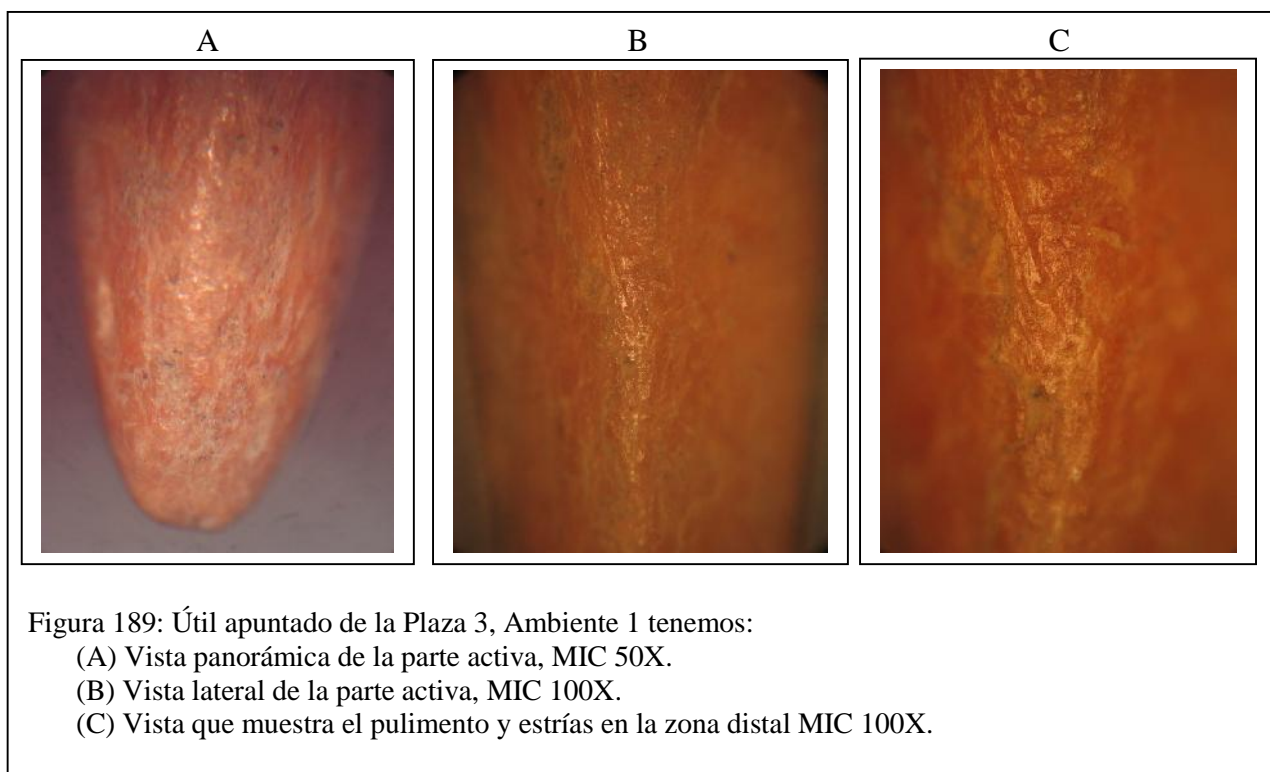 A B C
Figura 189: Útil apuntado de la Plaza 3, Ambiente 1 tenemos:
(A) Vista panorámica de la parte activa, MIC 50X.
(B) Vista lateral de la parte activa, MIC 100X.
(C) Vista que muestra el pulimento y estrías en la zona distal MIC 100X.